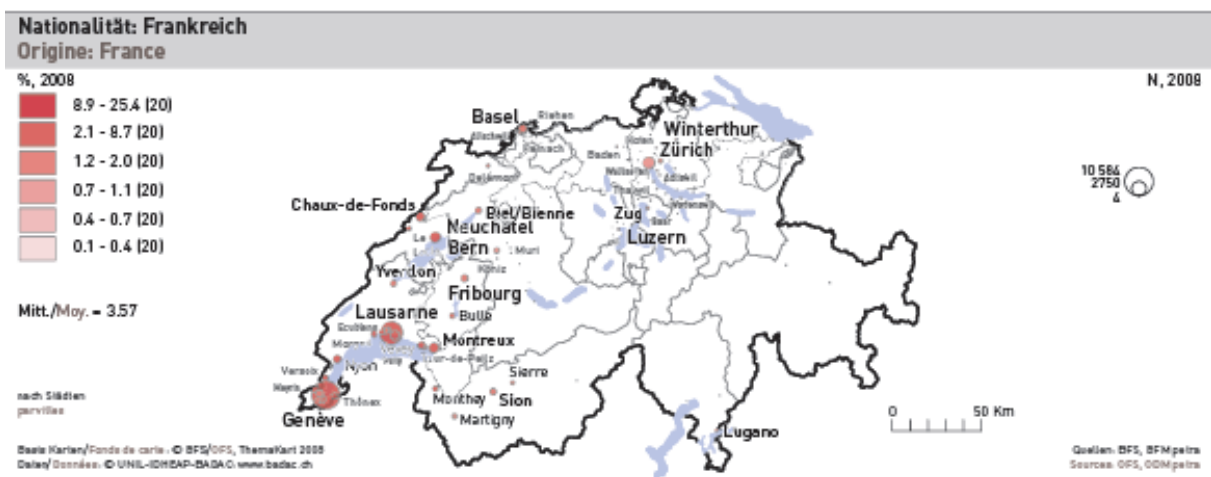 Nationalität: Frankreich
Origine: France
%, 2008
N, 2008
8.9 - 25.4 (20)
2.1 - 8.7 (20)
1.2 - 2.0 (20)
0.7 - 1.1 (20)
0.4 - 0.7 (20)
0.1 - 0.4 (20)
10 584
2750
4
Basel
Riehen
Winterthur
Zürich
Baden
Thalwil
Delémont
Chaux-de-Fonds
Biel/Bienne
Zug
Baar
Neuchatel
Luzern
Bern
Muri
Köniz
Yverdon
Fribourg
Mitt./Moy. = 3.57
Lausanne
Bulle
Ecublens
Montreux
Nyon
Vernier
Sierre
Monthey
Sion
nach Städten
par villes
Thônex
Genève
Martigny
0 50 Km
Lugano
Basis Karten/Fonds de carte: © BFS/OFS, ThemaKart 2008
Daten/Données: © UNIL-IDHEAP-BADAC: www.badac.ch
Quellen: BFS, BFM petra
Sources: OFS, ODM petra